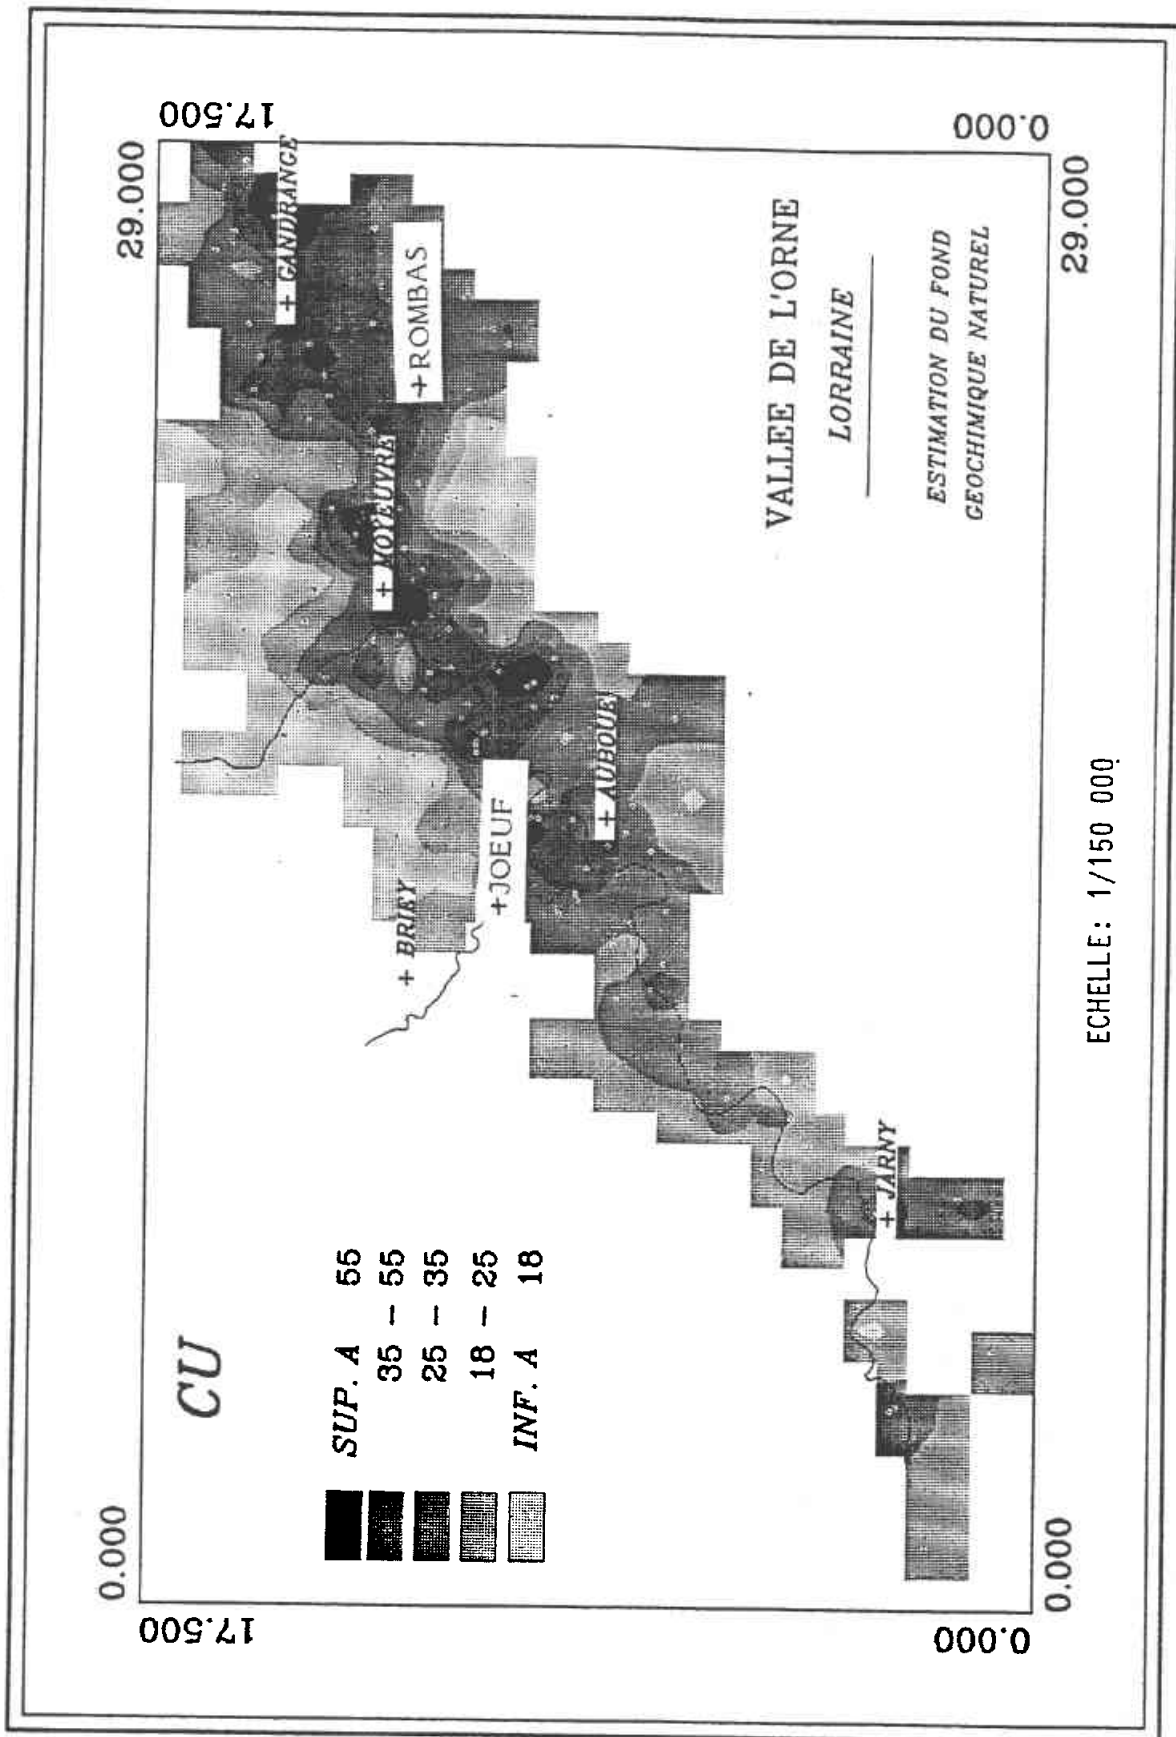 CU
SUP. A 55
35 – 55
25 – 35
18 – 25
INF. A 18
0.000
29.000
17.500
17.500
0.000
0.000
0.000
29.000
+ GANDRANGE
+ROMBAS
+ MOYEUVRE
+JOEUF
+ AUBOUE
+ BRIEY
+ JARNY
VALLEE DE L'ORNE
LORRAINE
ESTIMATION DU FOND
GEOCHIMIQUE NATUREL
ECHELLE: 1/150 000